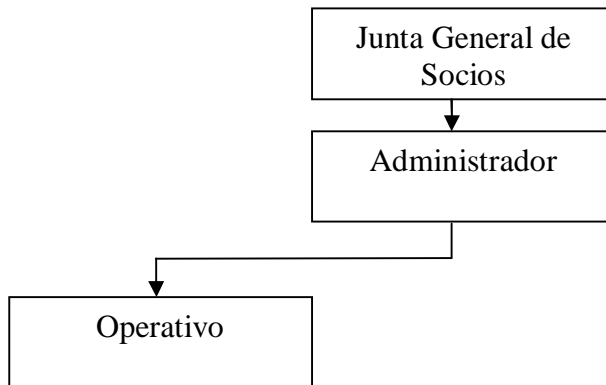 Junta General de
Socios
Administrador
Operativo